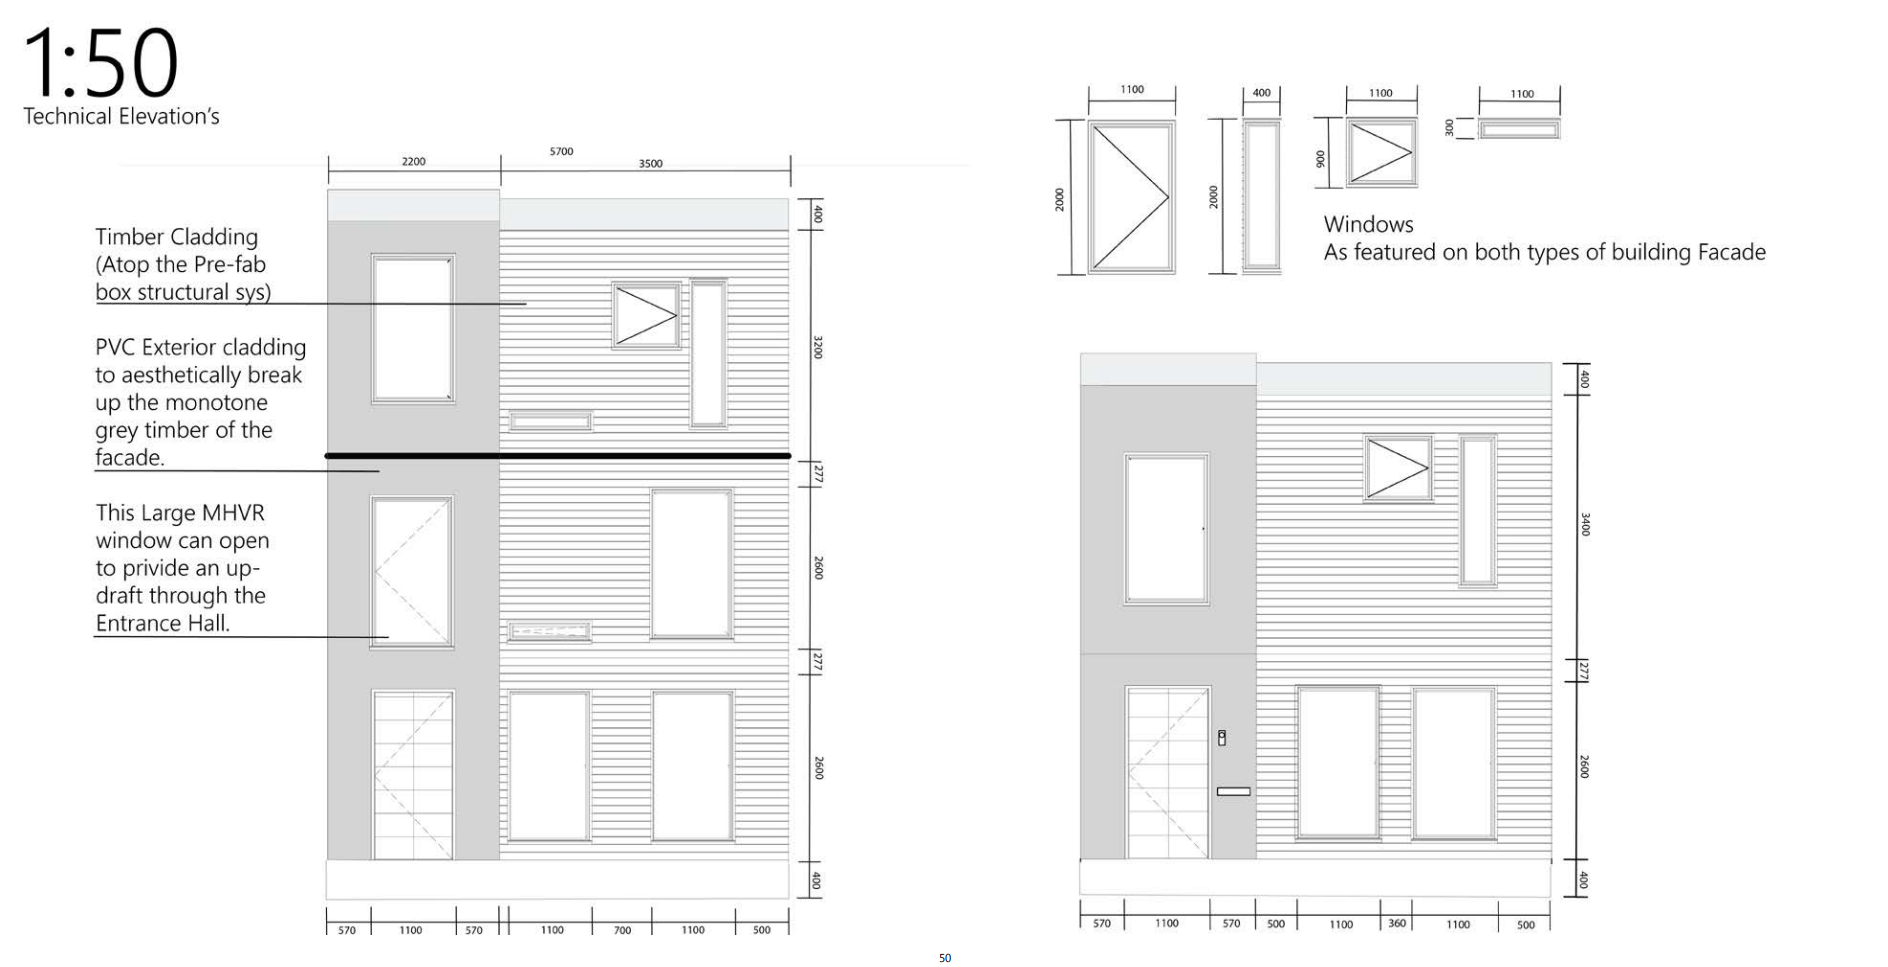 1:50
Technical Elevation's
5700
2200
3500
Timber Cladding
(Atop the Pre-fab
box structural sys)
PVC Exterior cladding
to aesthetically break
up the monotone
grey timber of the
facade.
This Large MHVR
window can open
to privide an up-
draft through the
Entrance Hall.
400
3200
277
2600
277
2600
400
570
1100
570
1100
700
1100
500
1100
400
1100
1100
2000
2000
900
300
Windows
As featured on both types of building Facade
400
3400
277
2600
400
570
1100
570
500
1100
360
1100
500
50